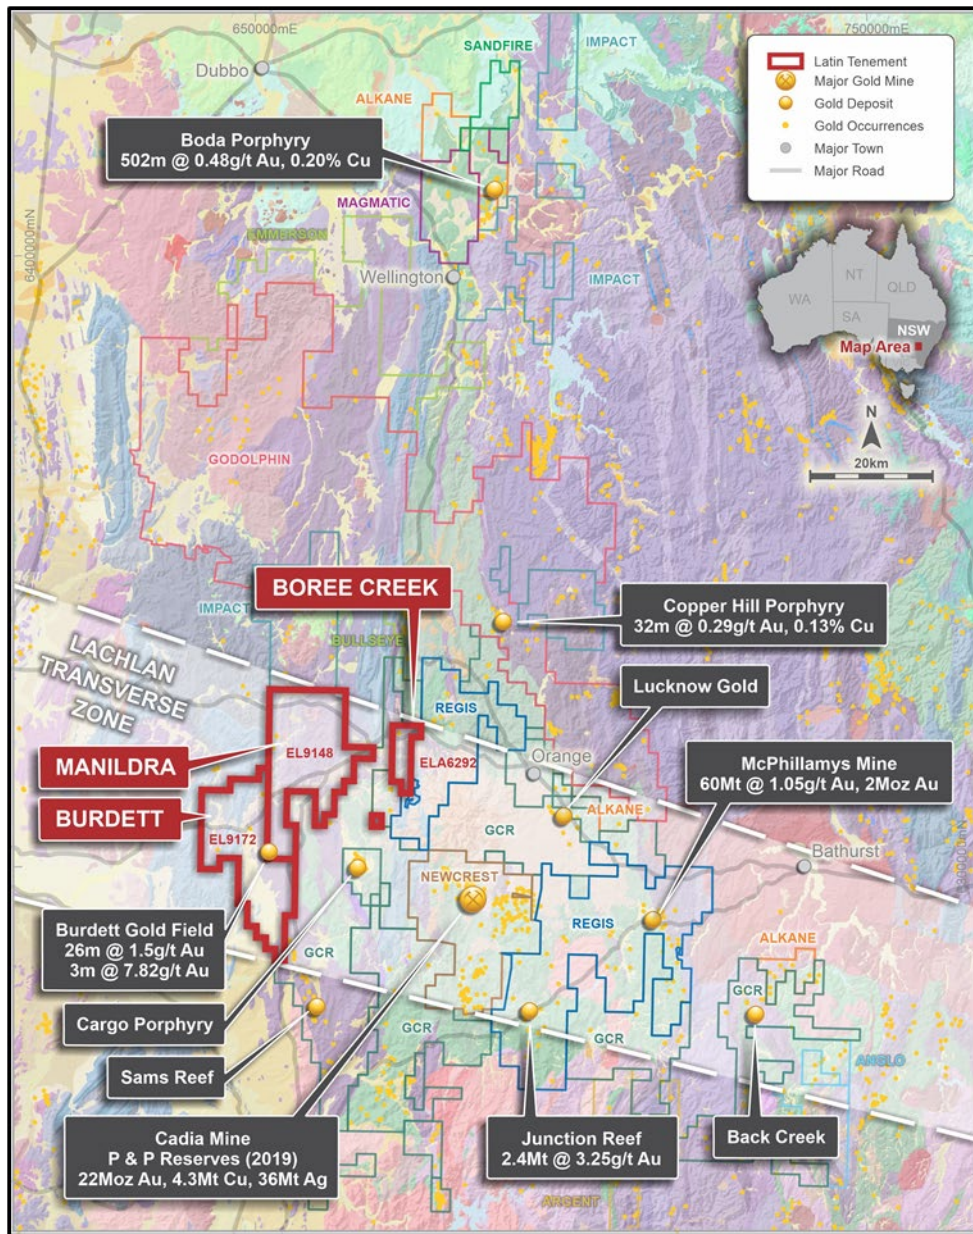 650000mE
750000mE
6400000mN
Dubbo
SANDFIRE
IMPACT
ALKANE
Boda Porphyry
502m @ 0.48g/t Au, 0.20% Cu
MAGMATIC
EMMERSON
Wellington
IMPACT
Latin Tenement
Major Gold Mine
Gold Deposit
Gold Occurrences
Major Town
Major Road
WA
NT
QLD
SA
NSW
Map Area
N
20km
GODOLPHIN
IMPACT
BOREE CREEK
BULLSEYE
Copper Hill Porphyry
32m @ 0.29g/t Au, 0.13% Cu
LACHLAN
TRANSVERSE
ZONE
REGIS
Lucknow Gold
MANILDRA
EL9148
ELA6292
Orange
McPhillamys Mine
60Mt @ 1.05g/t Au, 2Moz Au
BURDETT
EL9172
GCR
ALKANE
Bathurst
NEWCREST
REGIS
Burdett Gold Field
26m @ 1.5g/t Au
3m @ 7.82g/t Au
GCR
ALKANE
GCR
Cargo Porphyry
GCR
GCR
ANGLO
Sams Reef
Cadia Mine
P & P Reserves (2019)
22Moz Au, 4.3Mt Cu, 36Mt Ag
Junction Reef
2.4Mt @ 3.25g/t Au
Back Creek
ARGENT